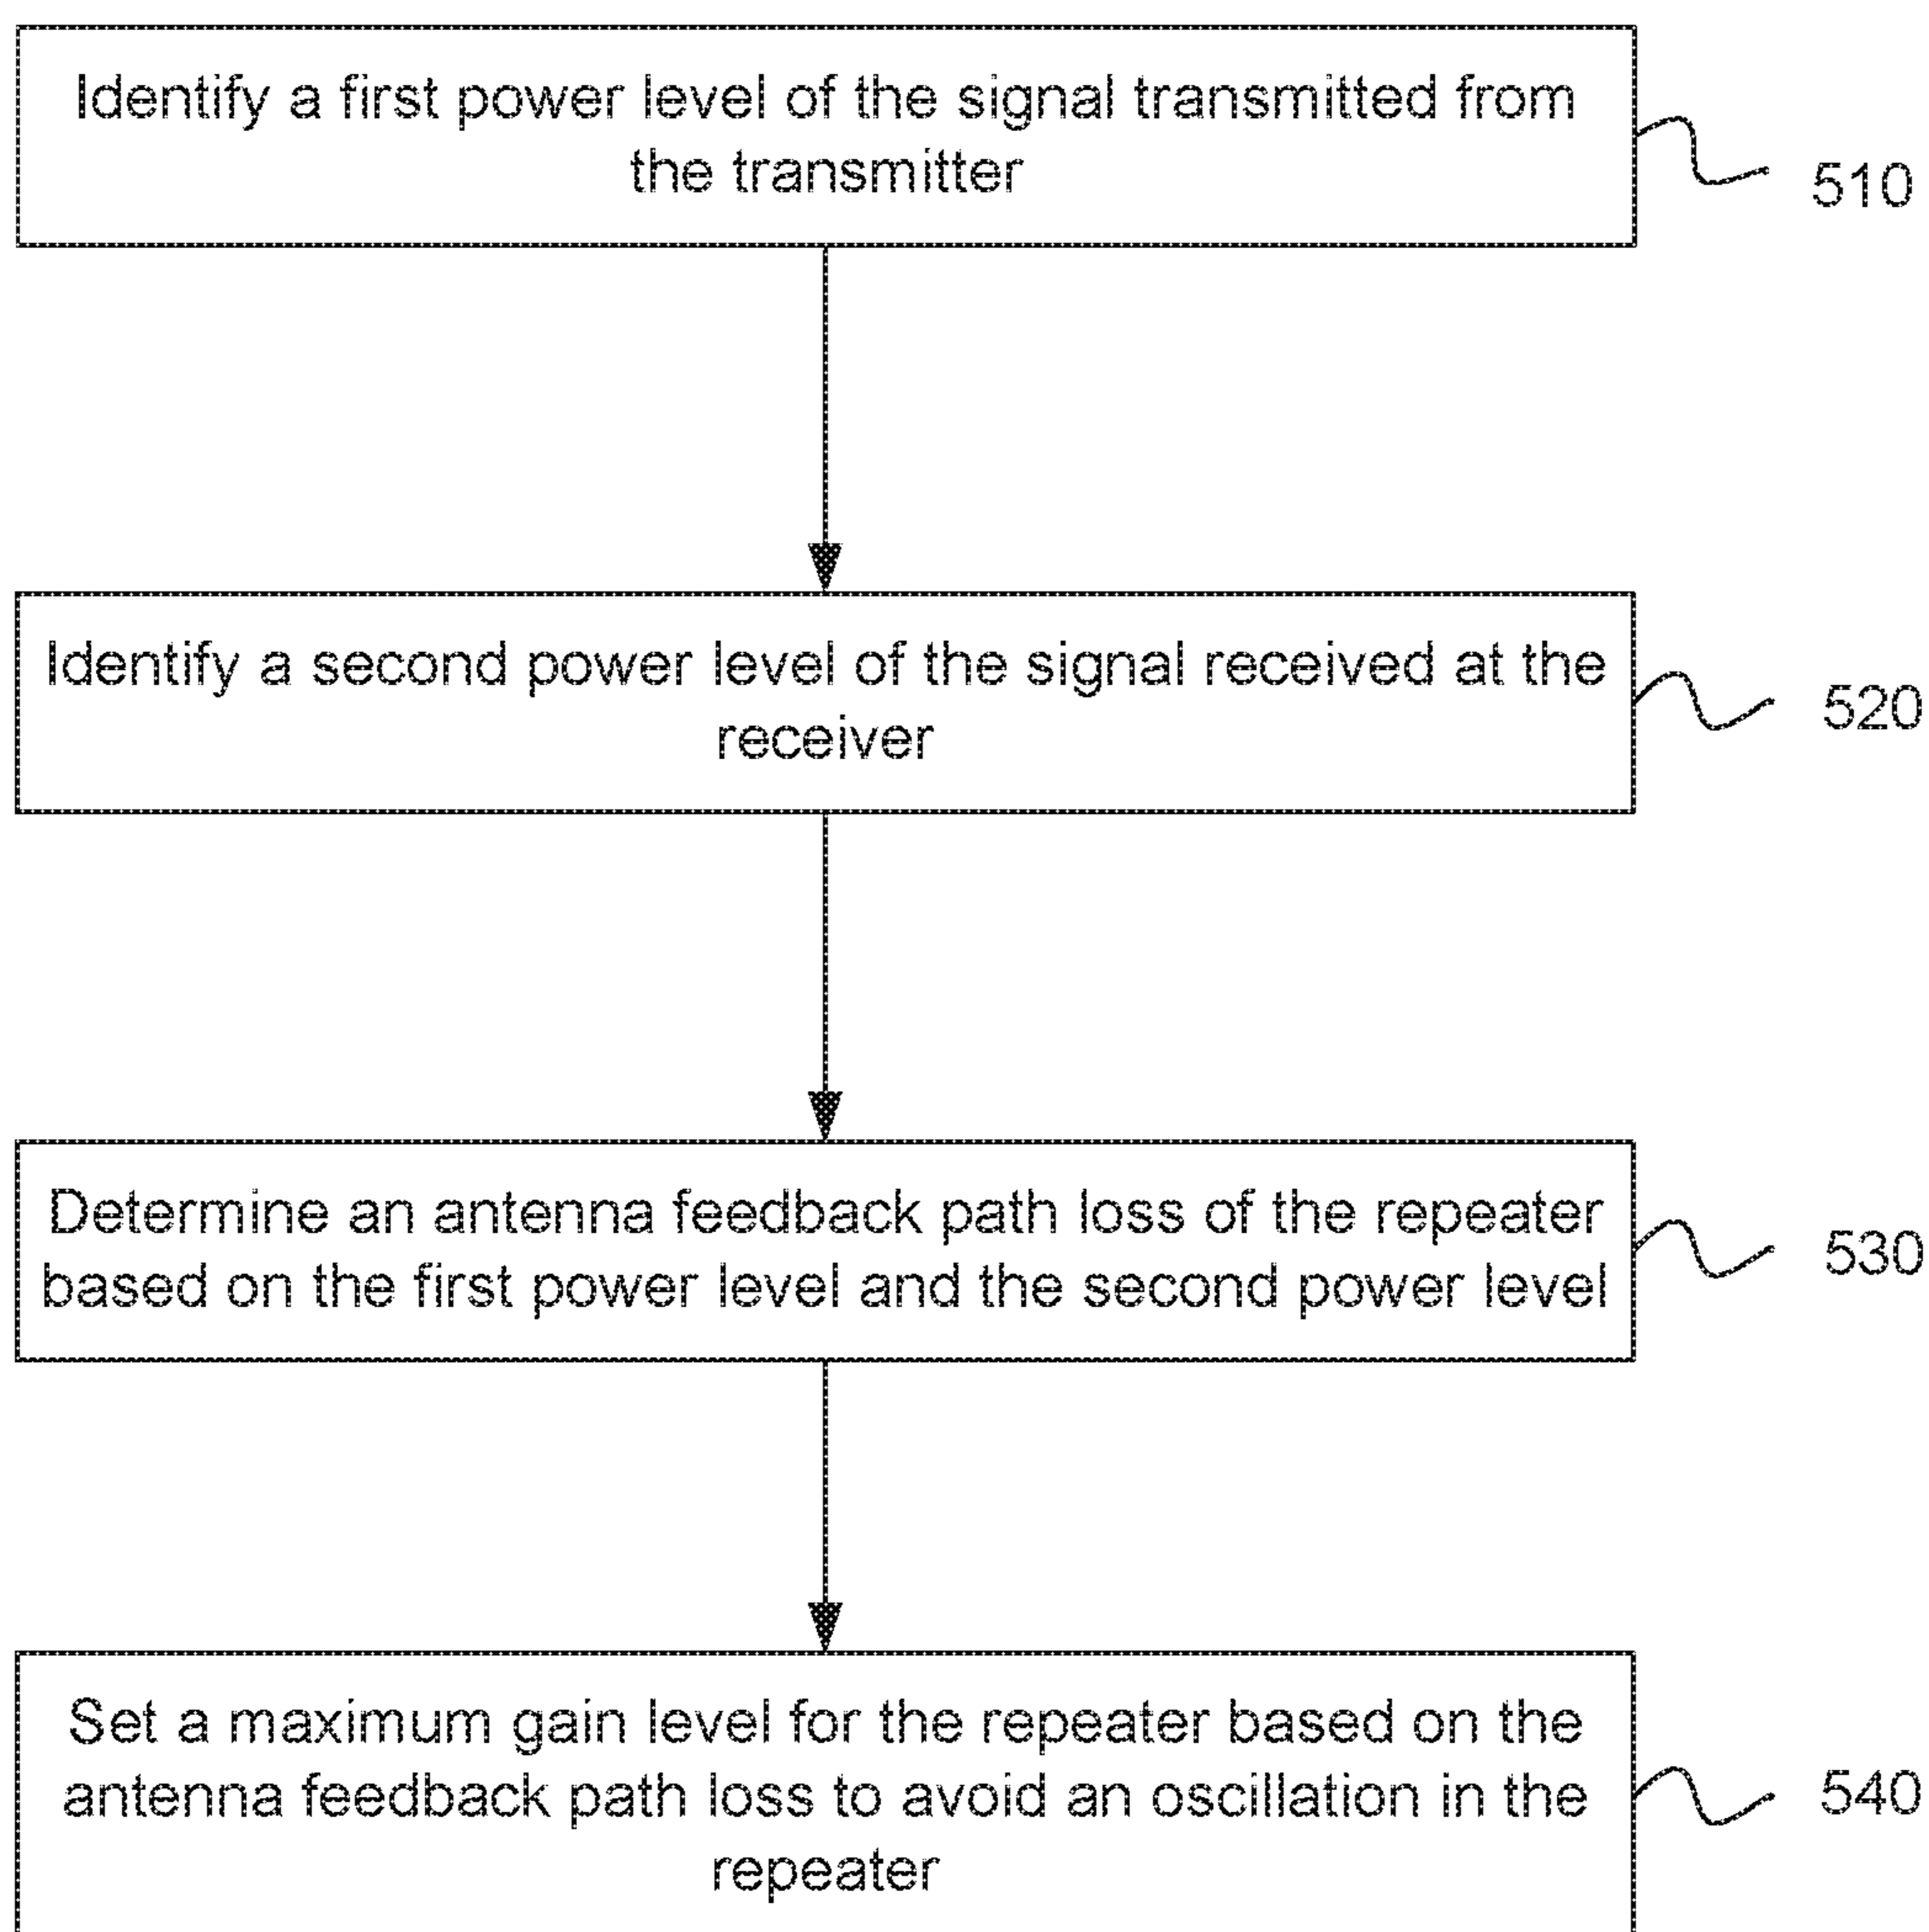 Identify a first power level of the signal transmitted from
the transmitter
510
Identify a second power level of the signal received at the
receiver
520
Determine an antenna feedback path loss of the repeater
based on the first power level and the second power level
530
Set a maximum gain level for the repeater based on the
antenna feedback path loss to avoid an oscillation in the
repeater
540